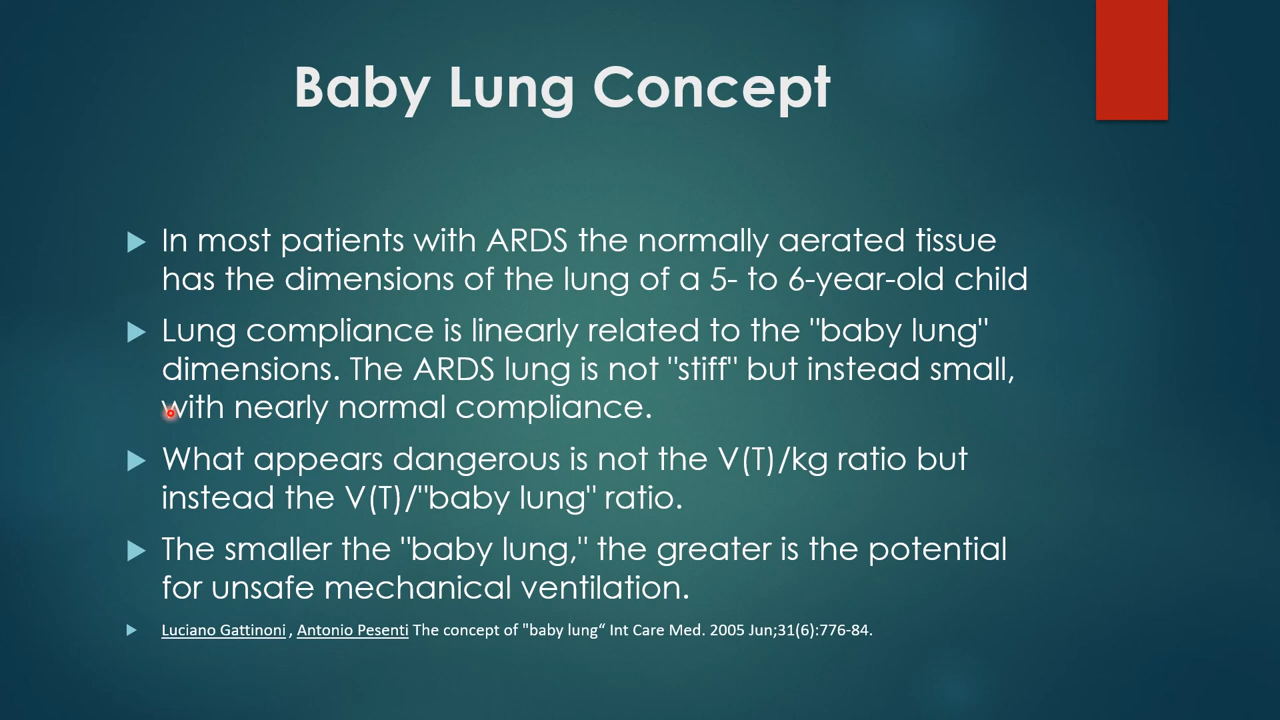 Baby Lung Concept
In most patients with ARDS the normally aerated tissue
has the dimensions of the lung of a 5- to 6-year-old child
Lung compliance is linearly related to the "baby lung"
dimensions. The ARDS lung is not "stiff" but instead small,
with nearly normal compliance.
What appears dangerous is not the V(T)/kg ratio but
instead the V(T)/"baby lung" ratio.
The smaller the "baby lung," the greater is the potential
for unsafe mechanical ventilation.
Luciano Gattinoni , Antonio Pesenti The concept of "baby lung“ Int Care Med. 2005 Jun;31(6):776-84.